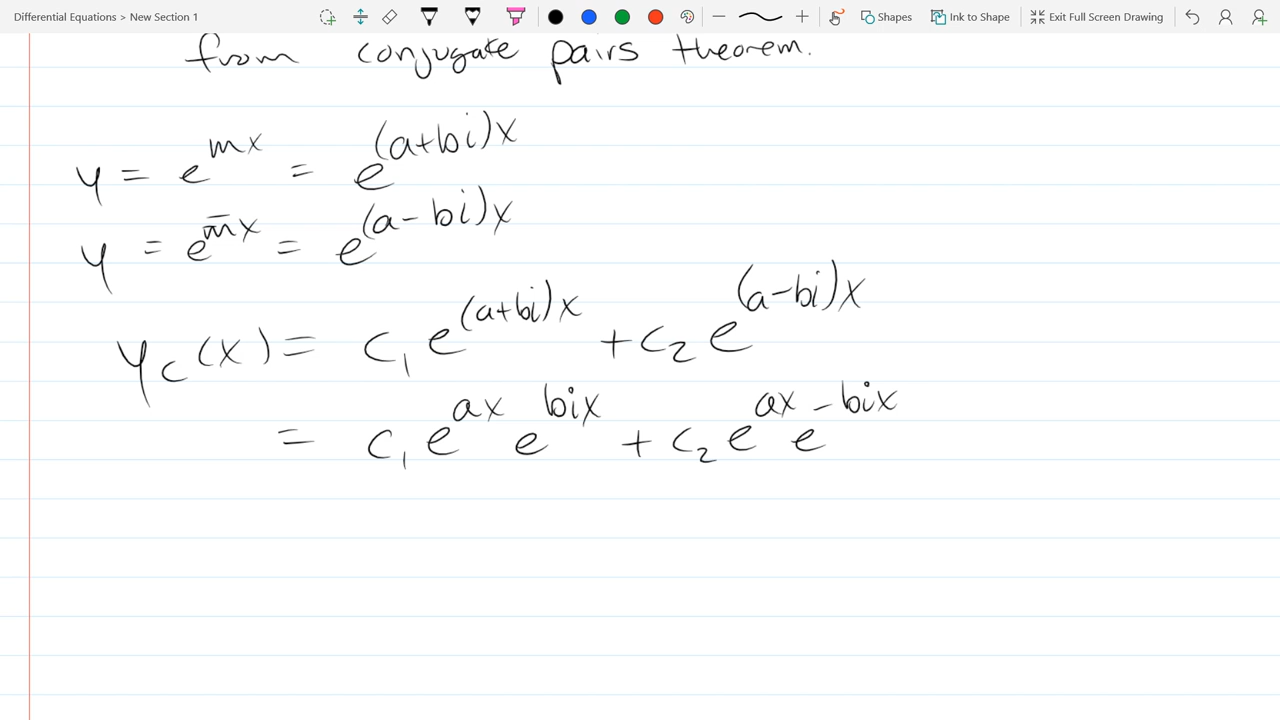 Differential Equations > New Section 1 Shapes Ink to Shape Exit Full Screen Drawing
from conjugate pairs theorem.
y = e^{mx} = e^{(a+bi)x}
y = e^{m̄x} = e^{(a-bi)x}
y_c(x) = c_1 e^{(a+bi)x} + c_2 e^{(a-bi)x}
= c_1 e^{ax} e^{bix} + c_2 e^{ax} e^{-bix}